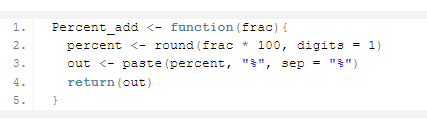 1. Percent_add <- function(frac){
2. percent <- round(frac * 100, digits = 1)
3. out <- paste(percent, "%", sep = "%")
4. return(out)
5. }